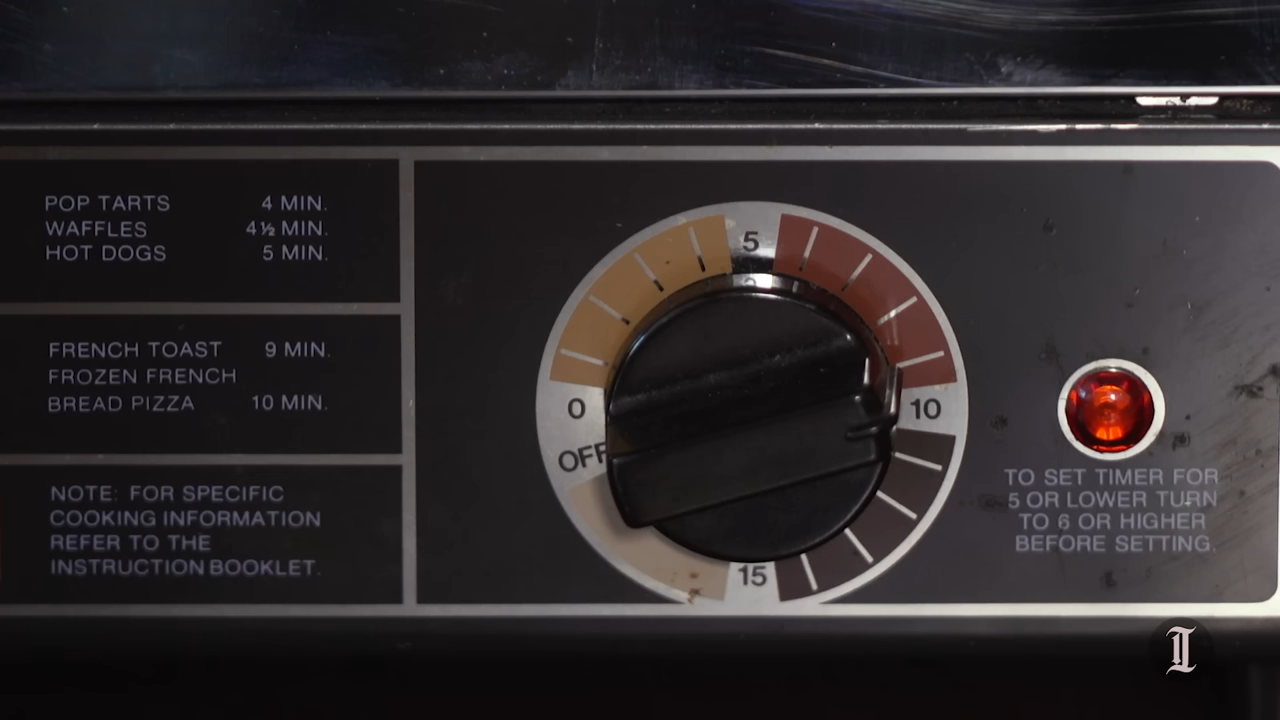 POP TARTS 4 MIN.
WAFFLES 4½ MIN.
HOT DOGS 5 MIN.
FRENCH TOAST 9 MIN.
FROZEN FRENCH
BREAD PIZZA 10 MIN.
NOTE: FOR SPECIFIC
COOKING INFORMATION
REFER TO THE
INSTRUCTION BOOKLET.
5
0
10
OFF
15
TO SET TIMER FOR
5 OR LOWER TURN
TO 6 OR HIGHER
BEFORE SETTING.